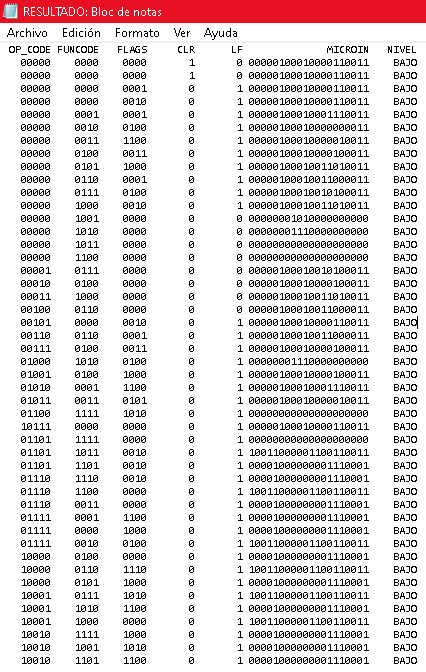 RESULTADO: Bloc de notas
Archivo Edición Formato Ver Ayuda
OP_CODE FUNCODE FLAGS CLR LF MICROIN NIVEL
00000 0000 0000 1 0 00000100010000110011 BAJO
00000 0000 0000 1 0 00000100010000110011 BAJO
00000 0000 0001 0 1 00000100010000110011 BAJO
00000 0000 0010 0 1 00000100010000110011 BAJO
00000 0001 0001 0 1 00000100010001110011 BAJO
00000 0010 0100 0 1 00000100010000000011 BAJO
00000 0011 1100 0 1 00000100010000010011 BAJO
00000 0100 0011 0 1 00000100010000100011 BAJO
00000 0101 1000 0 1 00000100010011010011 BAJO
00000 0110 0001 0 1 00000100010011000011 BAJO
00000 0111 0100 0 1 00000100010010100011 BAJO
00000 1000 0010 0 1 00000100010000100011 BAJO
00000 1001 0000 0 0 00000001010000000000 BAJO
00000 1010 0000 0 0 00000001110000000000 BAJO
00000 1011 0000 0 0 00000000000000000000 BAJO
00000 1100 0000 0 0 00000000000000000000 BAJO
00001 0111 0000 0 1 00000100010010100011 BAJO
00010 0100 0000 0 1 00000100010000100011 BAJO
00011 1000 0000 0 1 00000100010011010011 BAJO
00100 0110 0000 0 1 00000100010011000011 BAJO
00101 0000 0010 0 1 00000100010000110011 BAJO
00110 0110 0001 0 1 00000100010011000011 BAJO
00111 0100 0011 0 1 00000100010000100011 BAJO
01000 1010 0100 0 0 00000001110000000000 BAJO
01001 0100 1000 0 1 00000100010000100011 BAJO
01010 0001 1100 0 1 00000100010001110011 BAJO
01011 0011 0101 0 1 00000100010000010011 BAJO
01100 1111 1010 0 1 00000000000000000000 BAJO
10111 0000 0000 0 1 00001000000001110001 BAJO
01101 1111 0000 0 0 00000000000000000000 BAJO
01101 1011 0010 0 1 10011000001100110011 BAJO
01101 1101 0010 0 1 00001000000001110001 BAJO
01110 1110 0010 0 1 00001000000001110001 BAJO
01110 1100 0000 0 1 10011000001100110011 BAJO
01110 0011 0000 0 1 00001000000001110001 BAJO
01111 0001 1100 0 1 00001000000001110001 BAJO
01111 0000 1000 0 1 00001000000001110001 BAJO
01111 0010 0100 0 1 10011000001100110011 BAJO
10000 0100 0000 0 1 00001000000001110001 BAJO
10000 0110 1110 0 1 10011000001100110011 BAJO
10000 0101 1000 0 1 00001000000001110001 BAJO
10001 0111 1010 0 1 10011000001100110011 BAJO
10001 1010 1100 0 1 00001000000001110001 BAJO
10001 1000 0000 0 1 10011000001100110011 BAJO
10010 1111 1000 0 1 00001000000001110001 BAJO
10010 1001 1010 0 1 00001000000001110001 BAJO
10010 1101 1100 0 1 00001000000001110001 BAJO